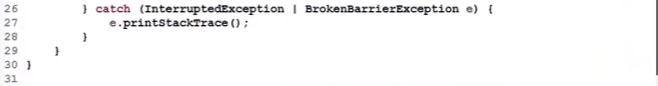 26 } catch (InterruptedException | BrokenBarrierException e) {
27 e.printStackTrace();
28 }
29 }
30 }
31